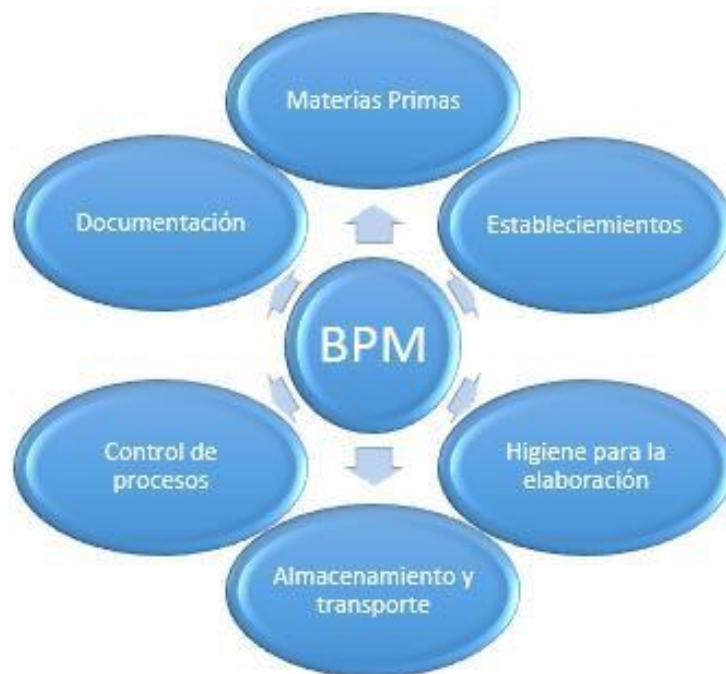 Materias Primas
Documentación
Estableciemientos
BPM
Control de
procesos
Higiene para la
elaboración
Almacenamiento y
transporte